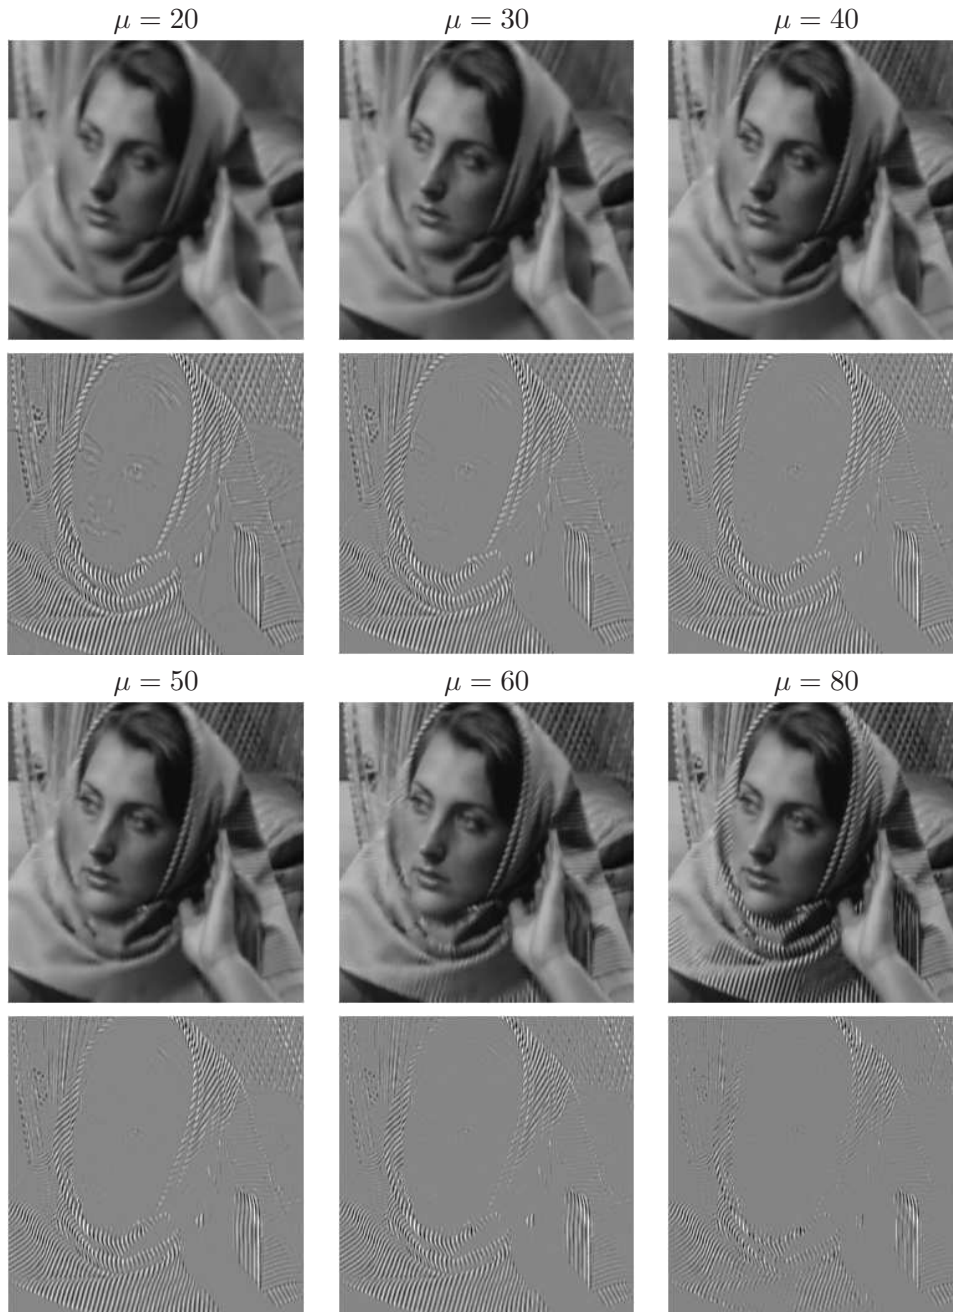 μ = 20 μ = 30 μ = 40
μ = 50 μ = 60 μ = 80